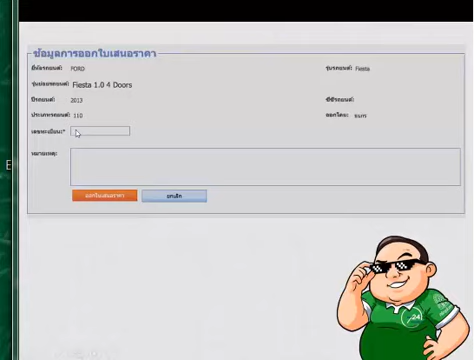 ข้อมูลการออกใบเสนอราคา
ยี่ห้อรถยนต์: FORD รุ่นรถยนต์: Fiesta
รุ่นย่อยรถยนต์: Fiesta 1.0 4 Doors
ปีรถยนต์: 2013 ซีซีรถยนต์:
ประเภทรถยนต์: 110 ออกโดย:
เลขทะเบียน:*
หมายเหตุ:
ออกใบเสนอราคา ยกเลิก
24
E